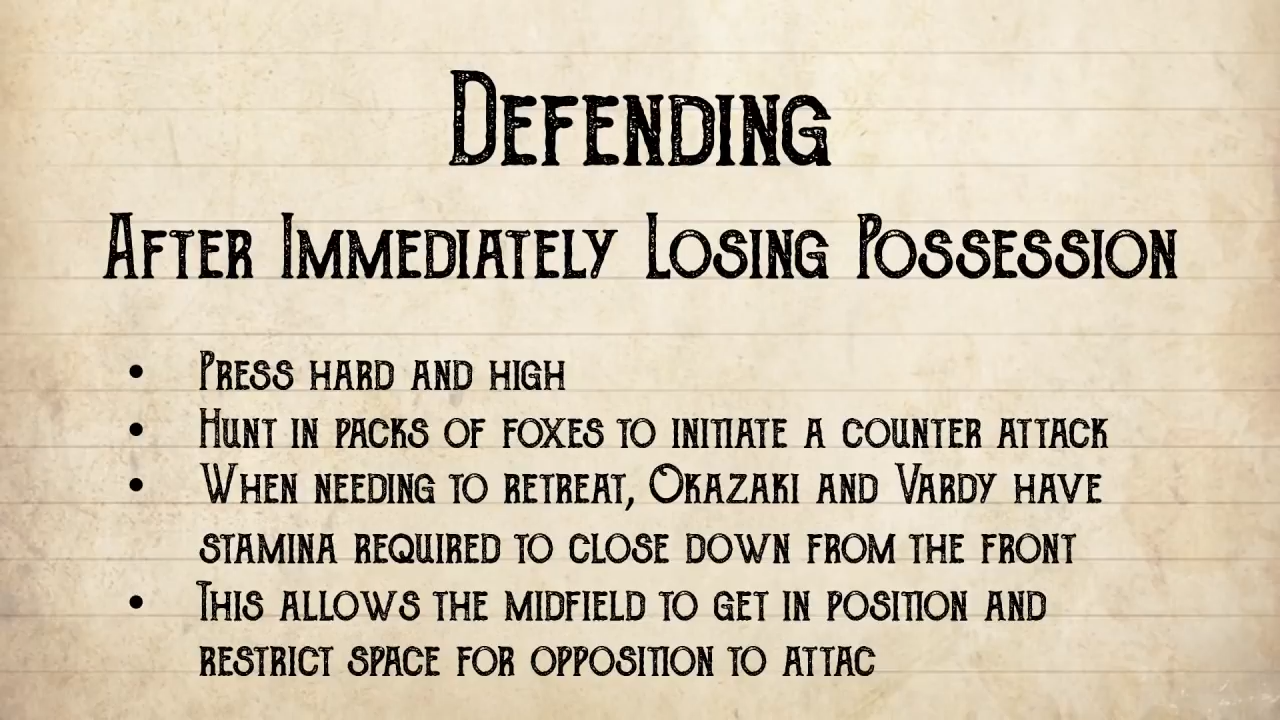 Defending
After Immediately Losing Possession
• Press hard and high
• Hunt in packs of foxes to initiate a counter attack
• When needing to retreat, Okazaki and Vardy have
stamina required to close down from the front
• This allows the midfield to get in position and
restrict space for opposition to attac